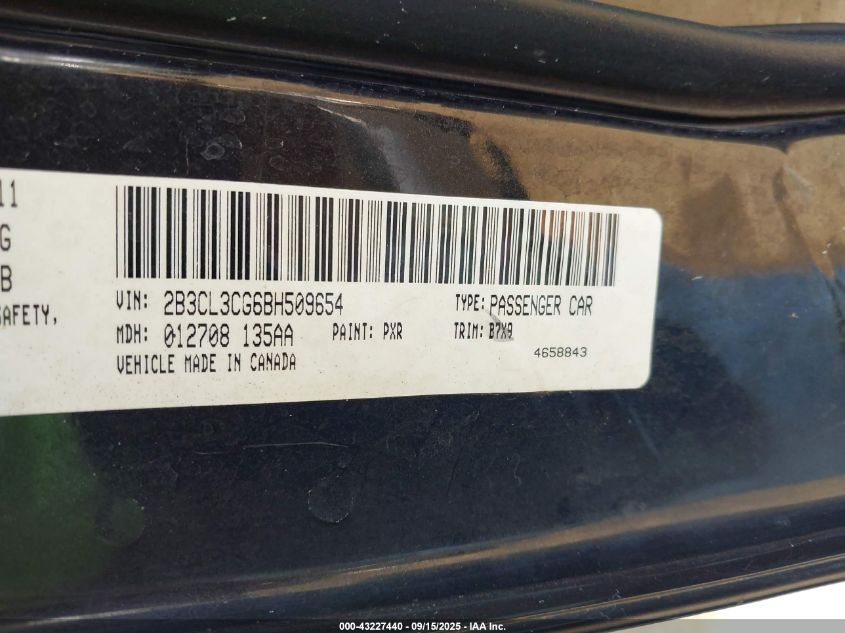 11
G
B
SAFETY,
VIN: 2B3CL3CG6BH509654 TYPE: PASSENGER CAR
MDH: 012708 135AA PAINT: PXR TRIM: B7X9
VEHICLE MADE IN CANADA 4658843
000-43227440 - 09/15/2025 - IAA Inc.